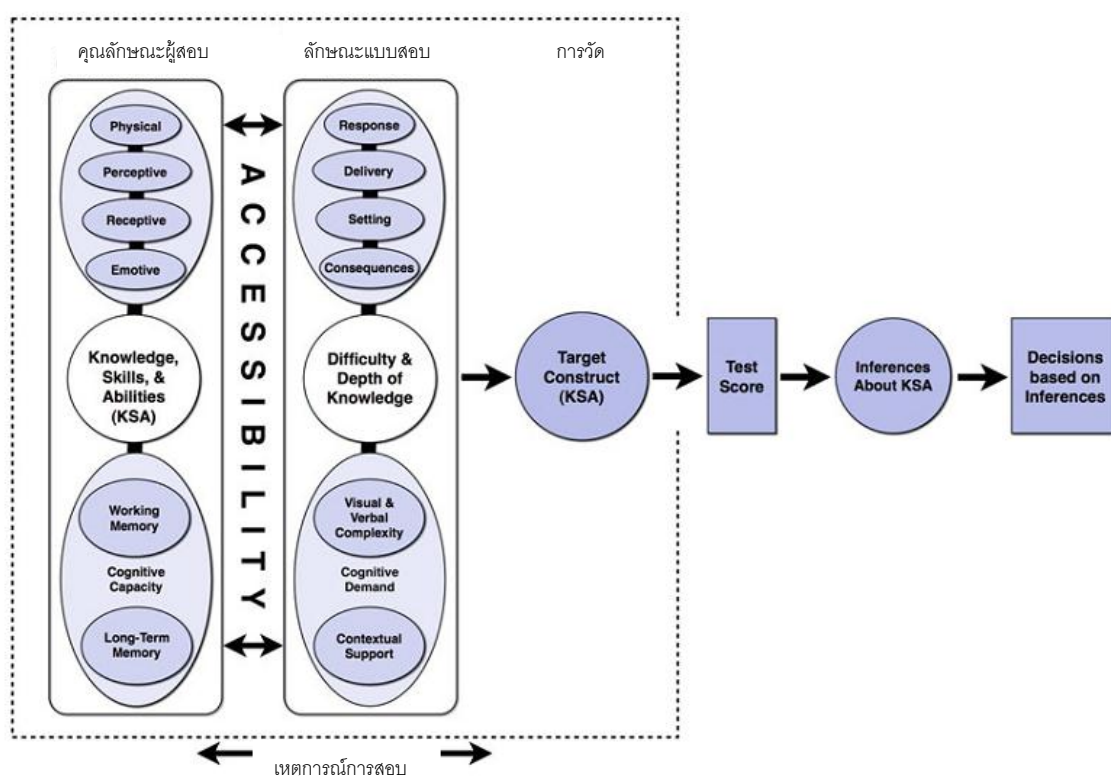 คุณลักษณะผู้สอบ
ลักษณะแบบสอบ
การวัด
Physical
Perceptive
Receptive
Emotive
Knowledge,
Skills, &
Abilities
(KSA)
Working
Memory
Cognitive
Capacity
Long-Term
Memory
ACCESSIBILITY
Response
Delivery
Setting
Consequences
Difficulty &
Depth of
Knowledge
Visual &
Verbal
Complexity
Cognitive
Demand
Contextual
Support
Target
Construct
(KSA)
Test
Score
Inferences
About KSA
Decisions
based on
Inferences
เหตุการณ์การสอบ